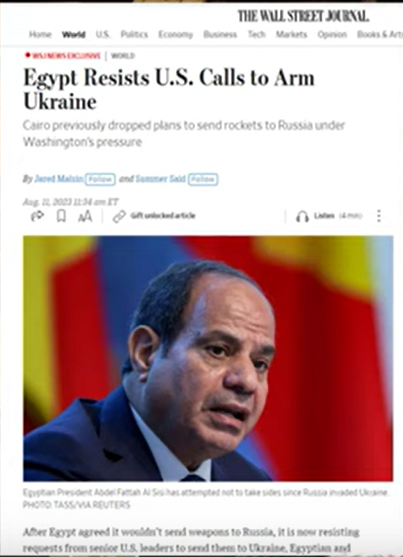 THE WALL STREET JOURNAL.
Home World U.S. Politics Economy Business Tech Markets Opinion Books & Arts
WSJ NEWS EXCLUSIVE | WORLD
Egypt Resists U.S. Calls to Arm
Ukraine
Cairo previously dropped plans to send rockets to Russia under
Washington's pressure
By Jared Malsin Follow and Summer Said Follow
Aug. 11, 2023 11:34 am ET
AA Gift unlocked article Listen (4 min)
Egyptian President Abdel Fattah Al Sisi has attempted not to take sides since Russia invaded Ukraine.
PHOTO: TASS/VIA REUTERS
After Egypt agreed it wouldn't send weapons to Russia, it is now resisting
requests from senior U.S. leaders to send them to Ukraine, Egyptian and